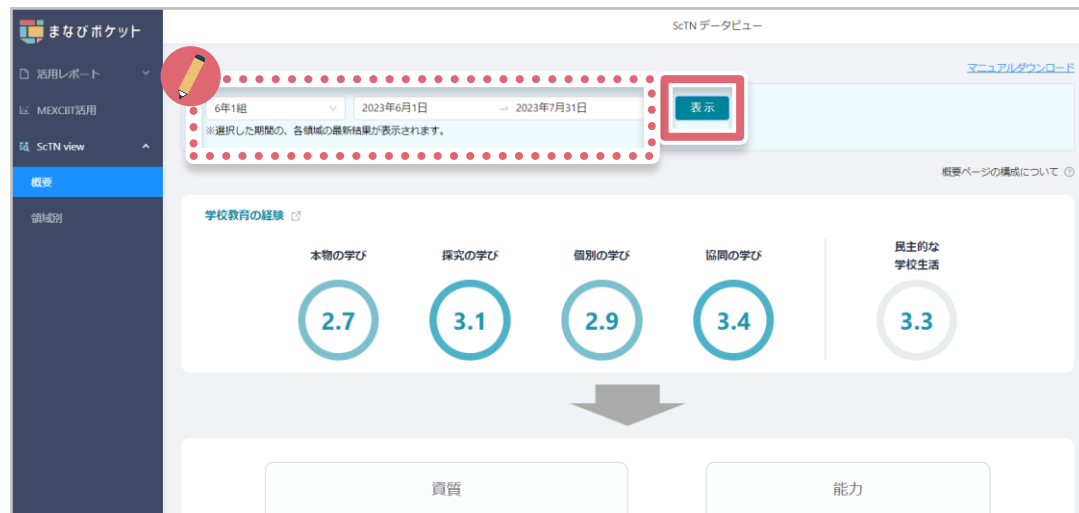 まなびポケット
ScTN データビュー
活用レポート
マニュアルダウンロード
MEXCBT活用
6年1組
2023年6月1日 → 2023年7月31日
表示
※選択した期間の、各領域の最新結果が表示されます。
ScTN view
概要ページの構成について
概要
領域別
学校教育の経験
本物の学び
探究の学び
個別の学び
協同の学び
民主的な
学校生活
2.7
3.1
2.9
3.4
3.3
資質
能力